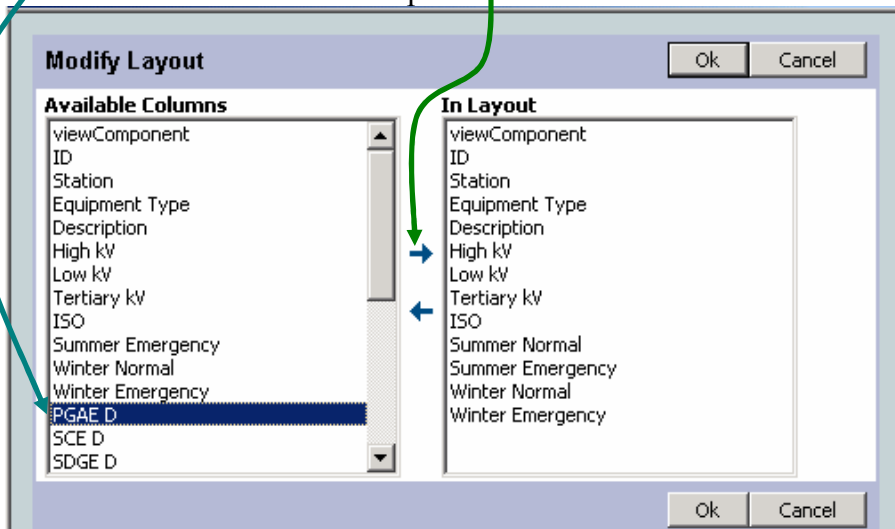 Modify Layout
Ok Cancel
Available Columns
viewComponent
ID
Station
Equipment Type
Description
High kV
Low kV
Tertiary kV
ISO
Summer Emergency
Winter Normal
Winter Emergency
PGAE D
SCE D
SDGE D
In Layout
viewComponent
ID
Station
Equipment Type
Description
High kV
Low kV
Tertiary kV
ISO
Summer Normal
Summer Emergency
Winter Normal
Winter Emergency
Ok Cancel